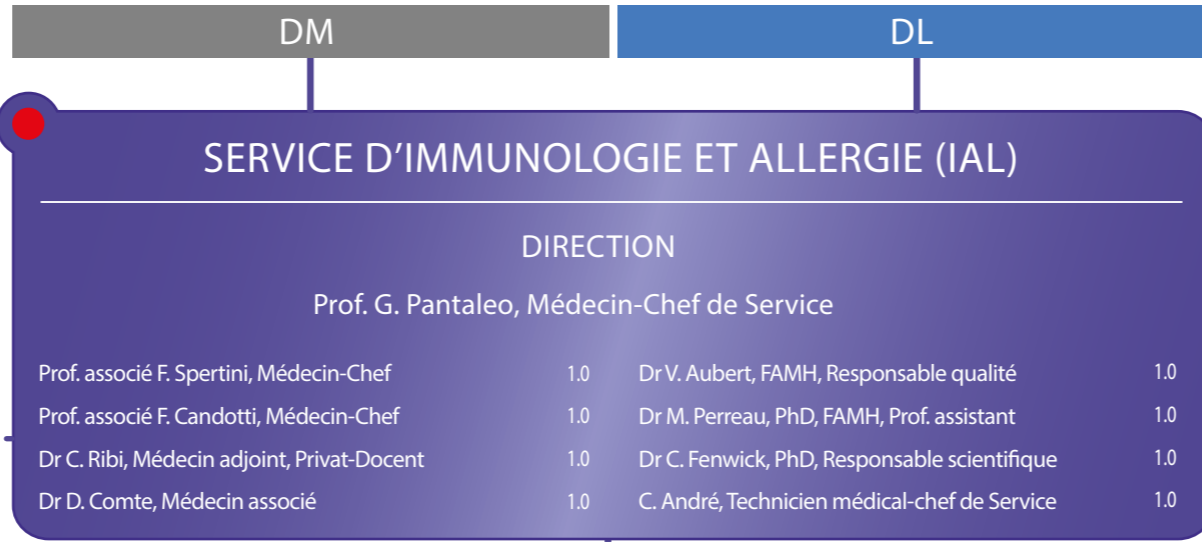 DM
DL
SERVICE D’IMMUNOLOGIE ET ALLERGIE (IAL)
DIRECTION
Prof. G. Pantaleo, Médecin-Chef de Service
Prof. associé F. Spertini, Médecin-Chef 1.0
Prof. associé F. Candotti, Médecin-Chef 1.0
Dr C. Ribi, Médecin adjoint, Privat-Docent 1.0
Dr D. Comte, Médecin associé 1.0
Dr V. Aubert, FAMH, Responsable qualité 1.0
Dr M. Perreau, PhD, FAMH, Prof. assistant 1.0
Dr C. Fenwick, PhD, Responsable scientifique 1.0
C. André, Technicien médical-chef de Service 1.0